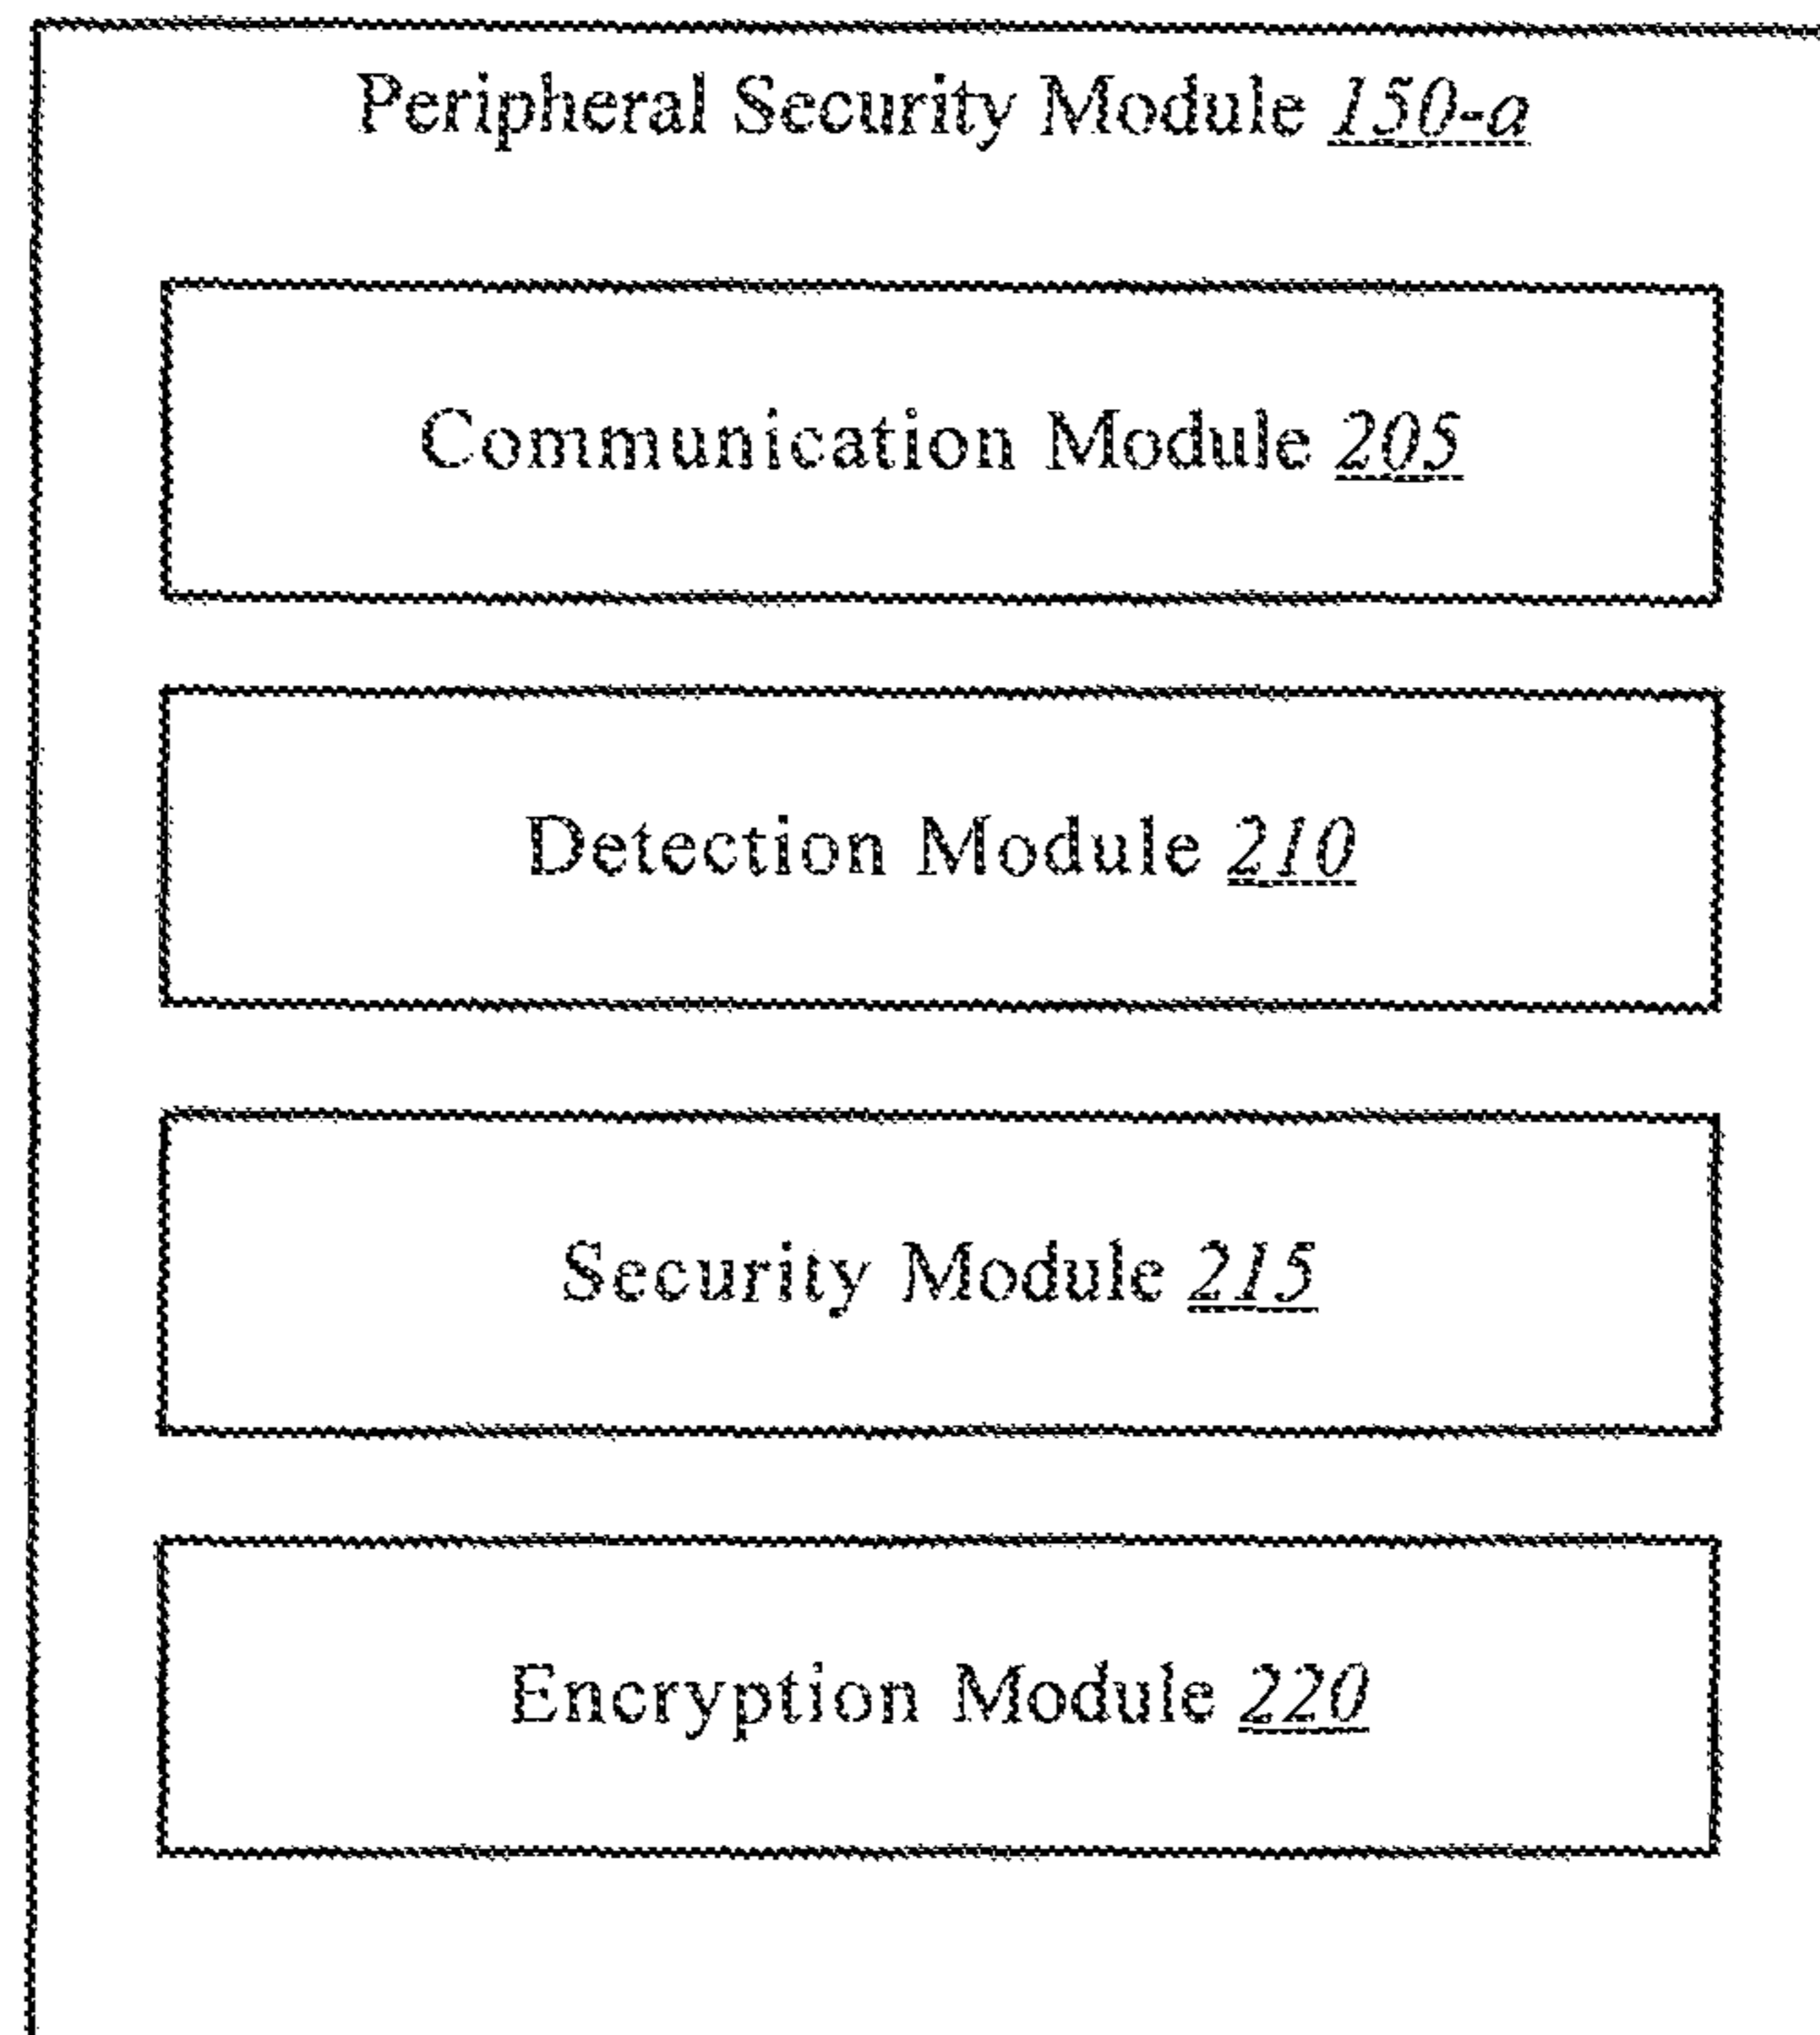 Peripheral Security Module 150-a
Communication Module 205
Detection Module 210
Security Module 215
Encryption Module 220